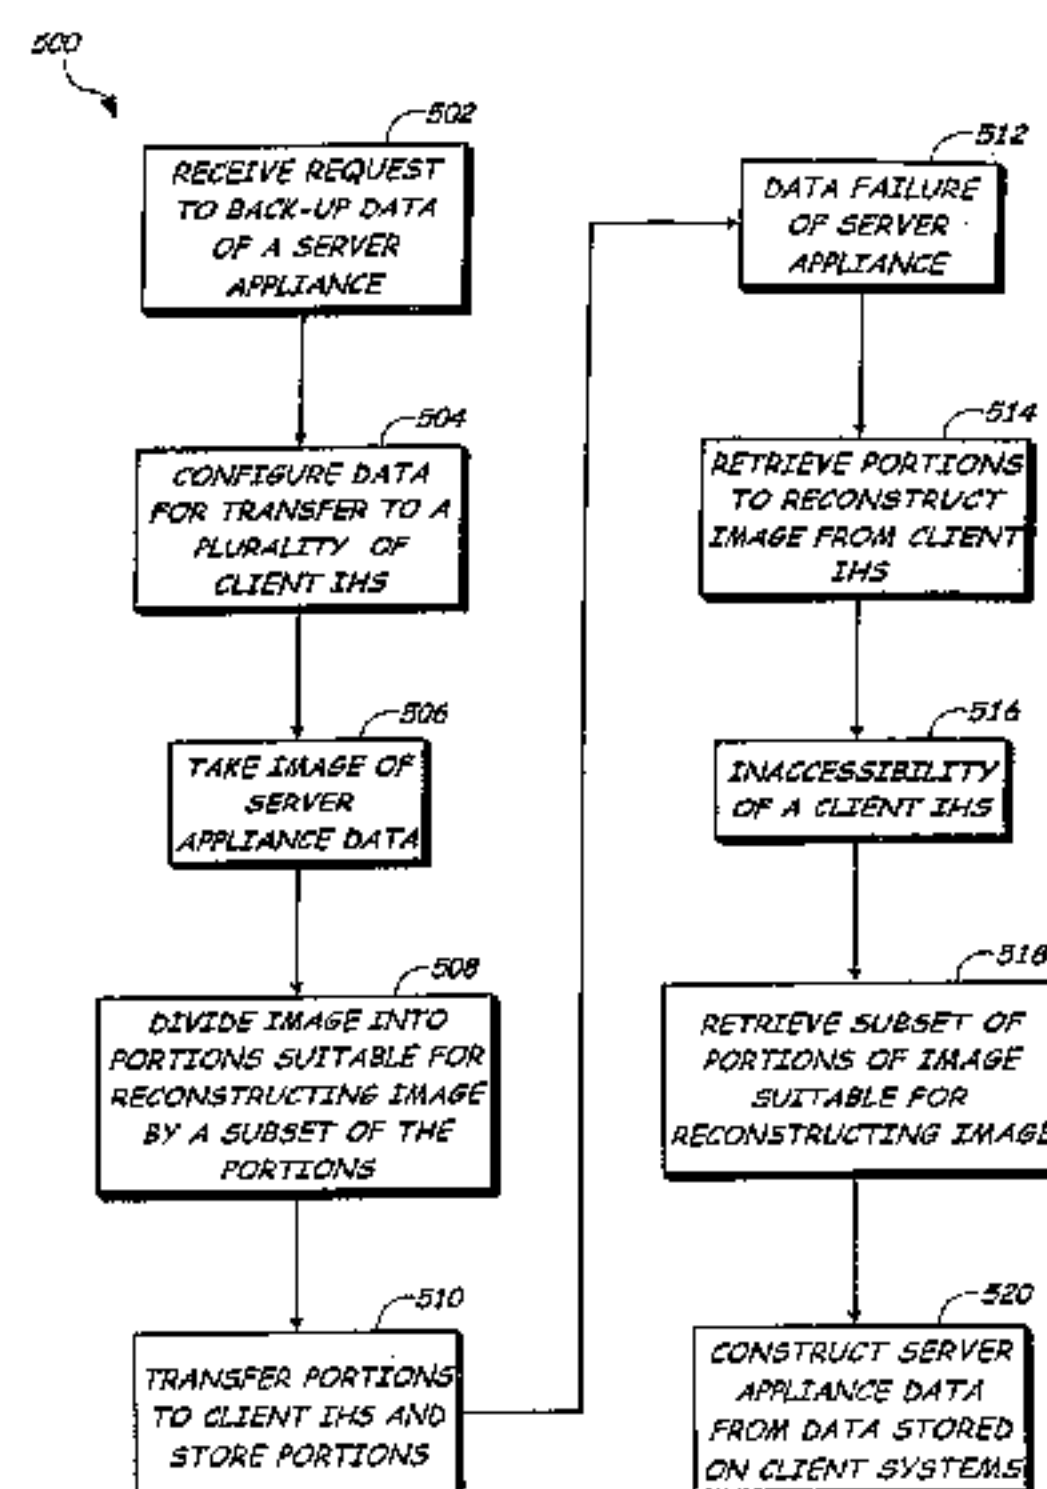 500
502
RECEIVE REQUEST
TO BACK-UP DATA
OF A SERVER
APPLIANCE
504
CONFIGURE DATA
FOR TRANSFER TO A
PLURALITY OF
CLIENT IHS
506
TAKE IMAGE OF
SERVER
APPLIANCE DATA
508
DIVIDE IMAGE INTO
PORTIONS SUITABLE FOR
RECONSTRUCTING IMAGE
BY A SUBSET OF THE
PORTIONS
510
TRANSFER PORTIONS
TO CLIENT IHS AND
STORE PORTIONS
512
DATA FAILURE
OF SERVER
APPLIANCE
514
RETRIEVE PORTIONS
TO RECONSTRUCT
IMAGE FROM CLIENT
IHS
516
INACCESSIBILITY
OF A CLIENT IHS
518
RETRIEVE SUBSET OF
PORTIONS OF IMAGE
SUITABLE FOR
RECONSTRUCTING IMAGE
520
CONSTRUCT SERVER
APPLIANCE DATA
FROM DATA STORED
ON CLIENT SYSTEMS